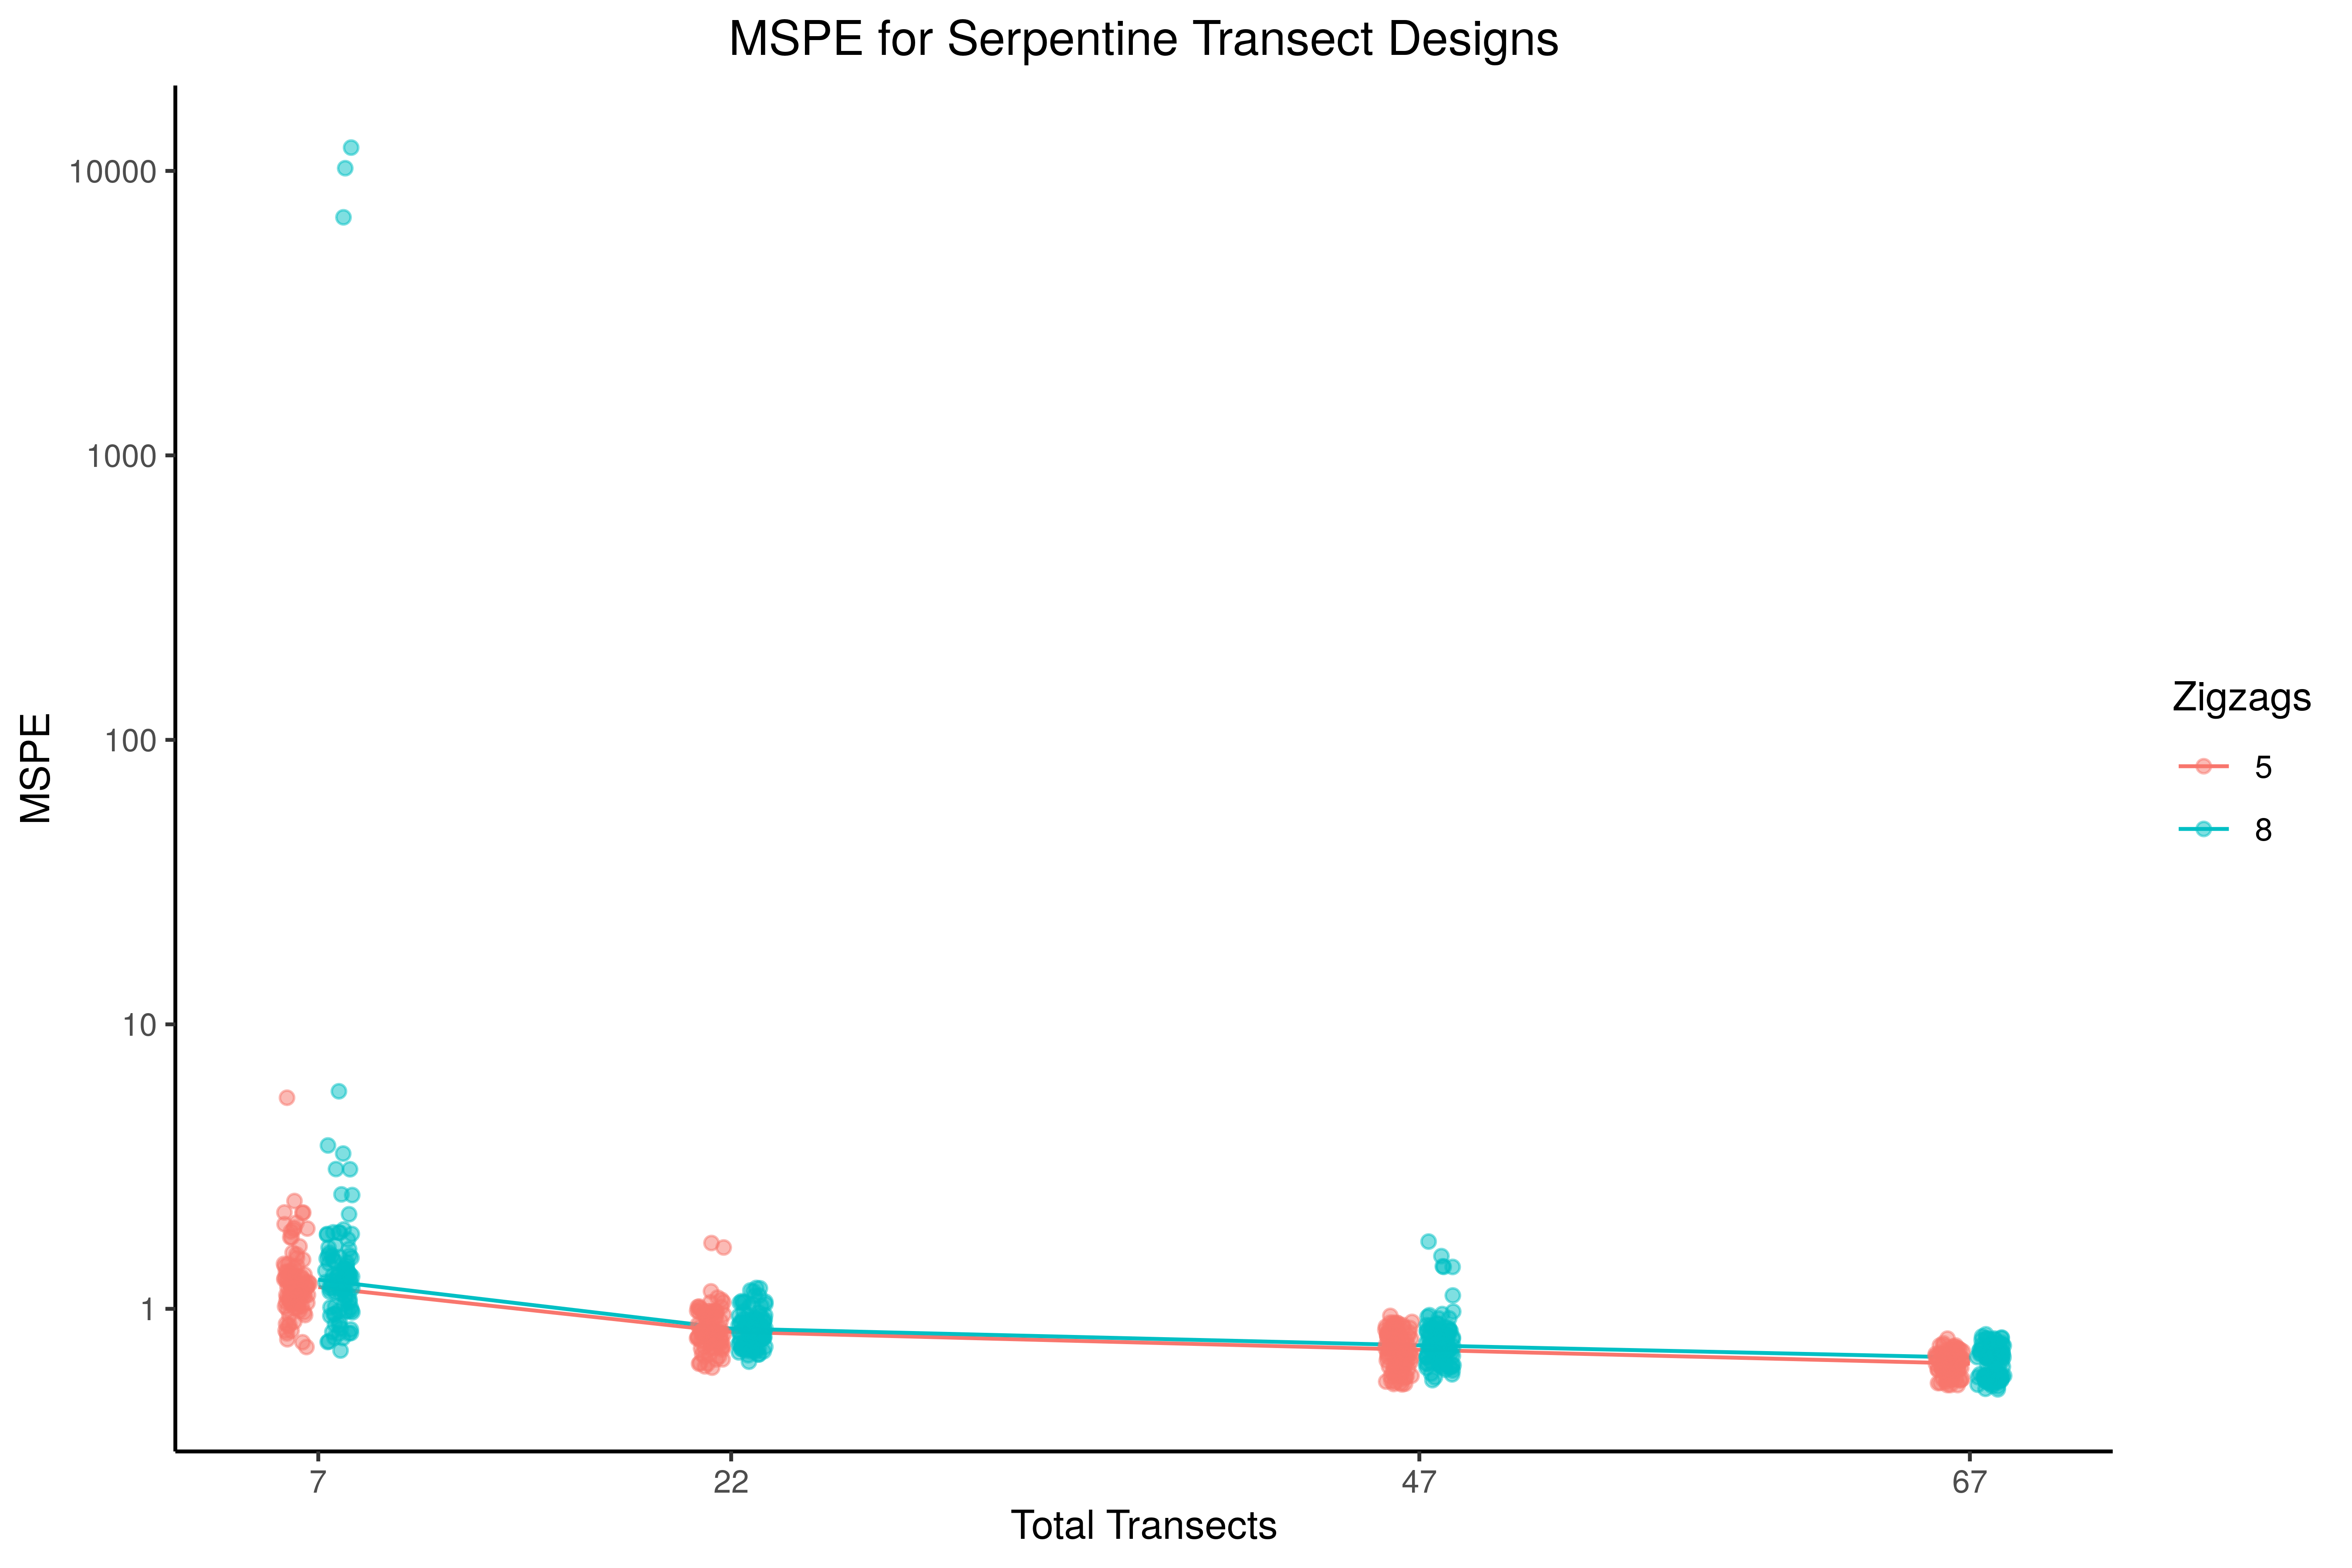 MSPE for Serpentine Transect Designs
10000
1000
100
10
1
MSPE
7 22 47 67
Total Transects
Zigzags
5
8